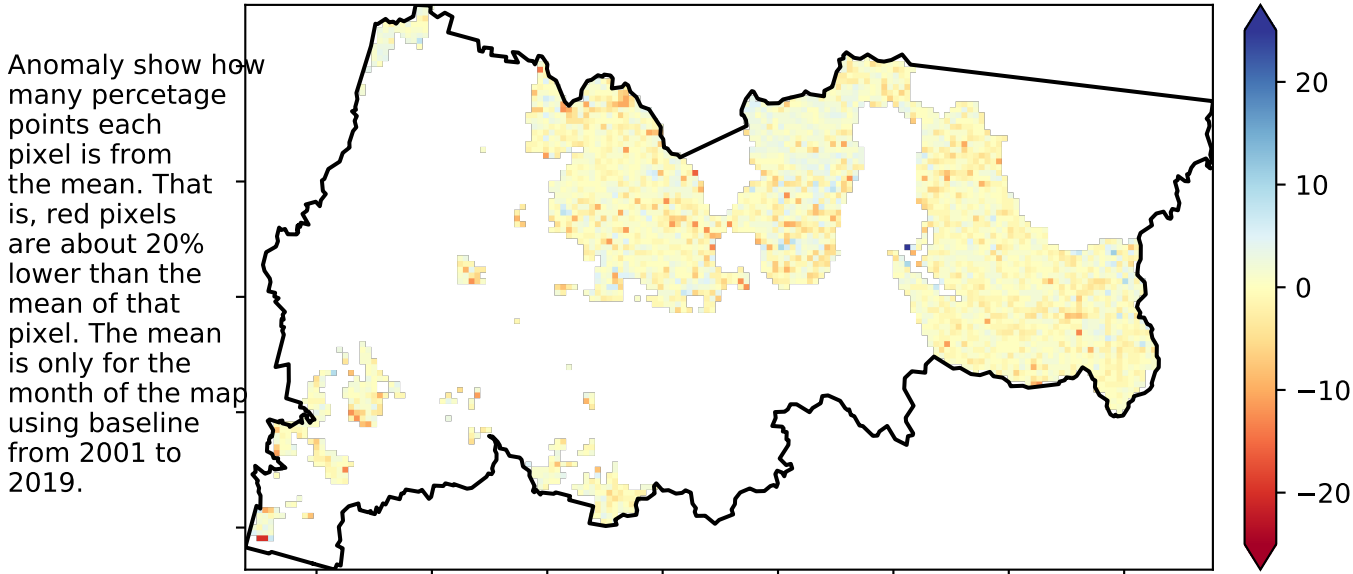 Anomaly show how
many percetage
points each
pixel is from
the mean. That
is, red pixels
are about 20%
lower than the
mean of that
pixel. The mean
is only for the
month of the map
using baseline
from 2001 to
2019.
20
10
0
−10
−20